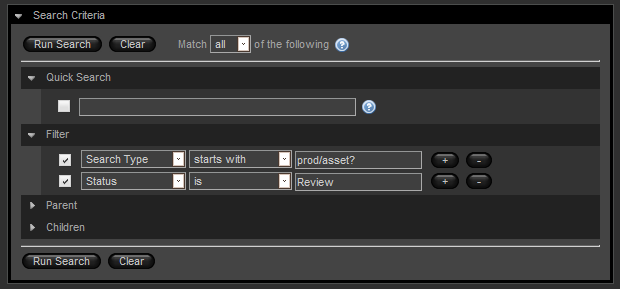 Search Criteria
Run Search Clear Match all of the following ?
Quick Search
?
Filter
Search Type starts with prod/asset? + -
Status is Review + -
Parent
Children
Run Search Clear